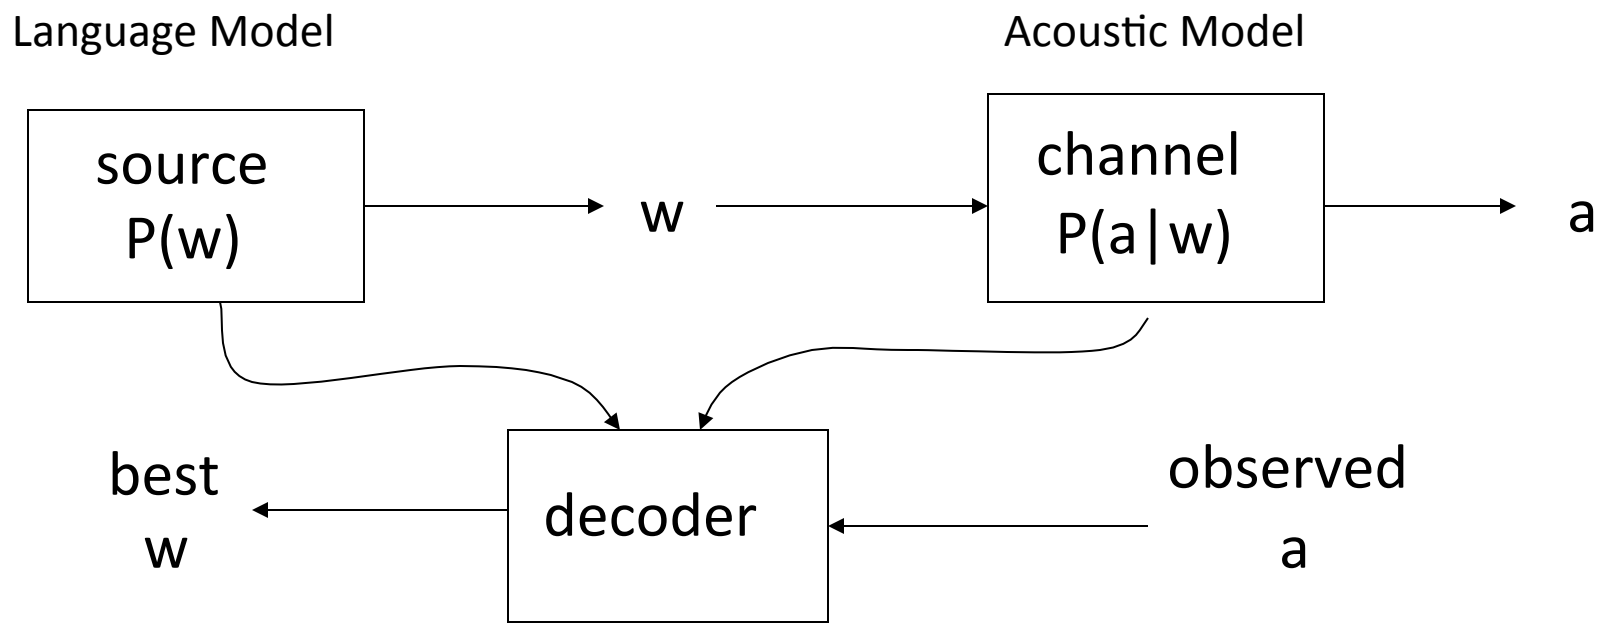 Language Model
Acoustic Model
source
P(w)
w
channel
P(a|w)
a
best
w
decoder
observed
a